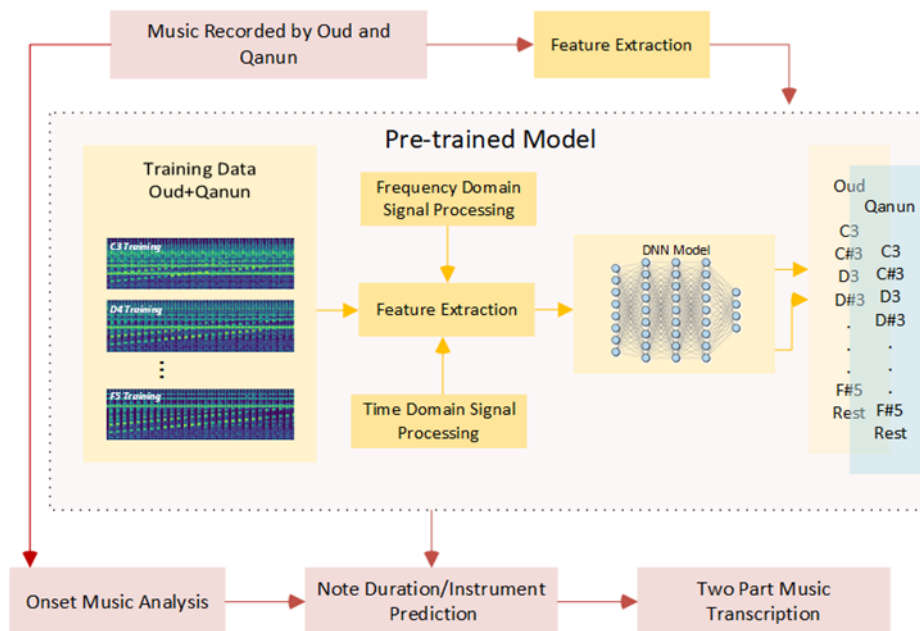 Music Recorded by Oud and
Qanun
Feature Extraction
Pre-trained Model
Training Data
Oud+Qanun
C3 Training
D4 Training
F5 Training
Frequency Domain
Signal Processing
Feature Extraction
Time Domain Signal
Processing
DNN Model
Oud
C3
C#3
D3
D#3
.
.
.
F#5
Rest
Qanun
C3
C#3
D3
D#3
.
.
.
F#5
Rest
Onset Music Analysis
Note Duration/Instrument
Prediction
Two Part Music
Transcription